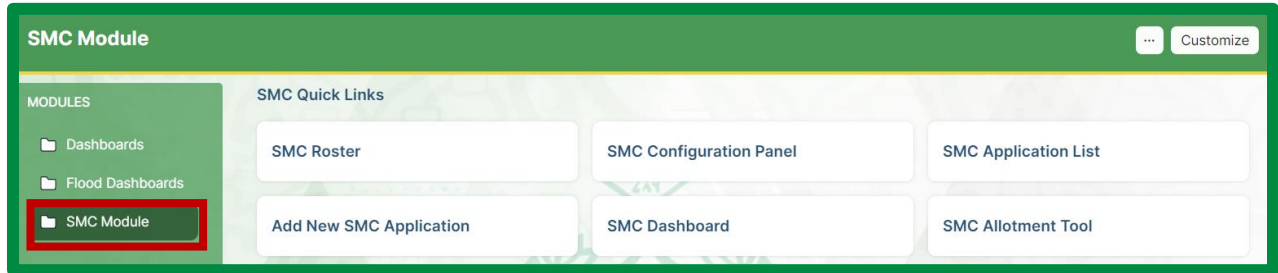 SMC Module
... Customize
MODULES
Dashboards
Flood Dashboards
SMC Module
SMC Quick Links
SMC Roster
SMC Configuration Panel
SMC Application List
Add New SMC Application
SMC Dashboard
SMC Allotment Tool